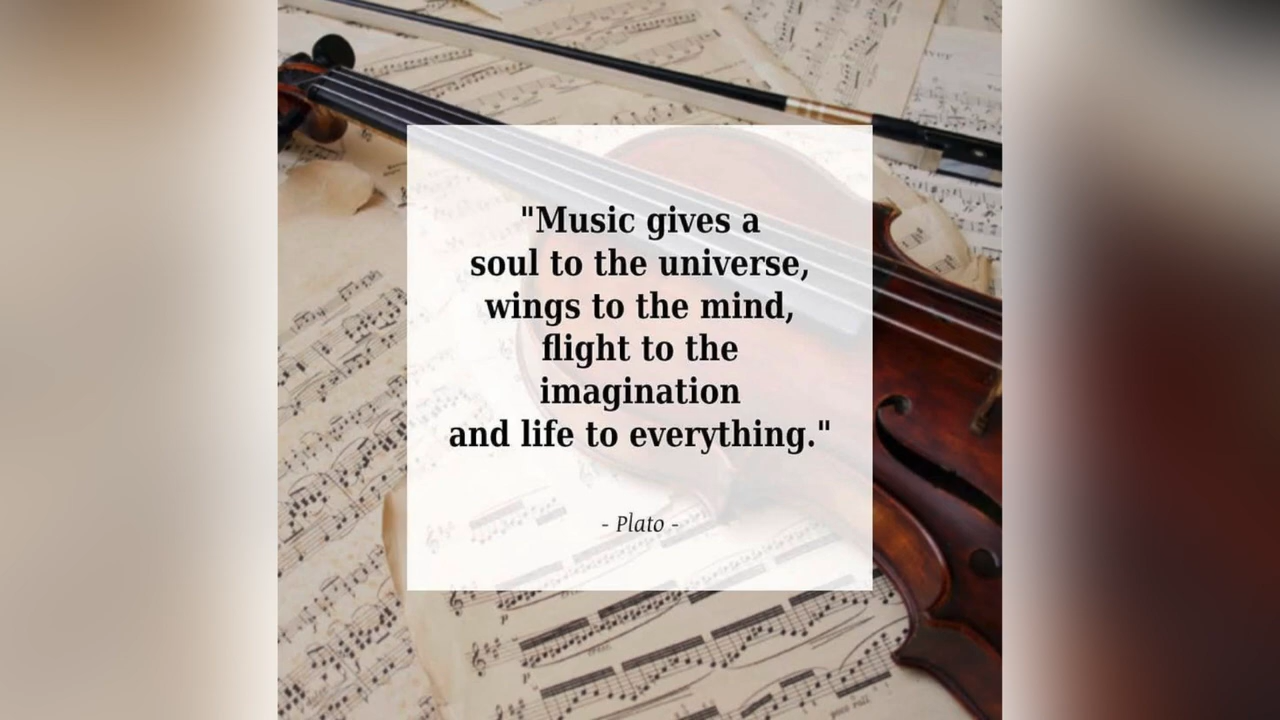 "Music gives a
soul to the universe,
wings to the mind,
flight to the
imagination
and life to everything."
- Plato -